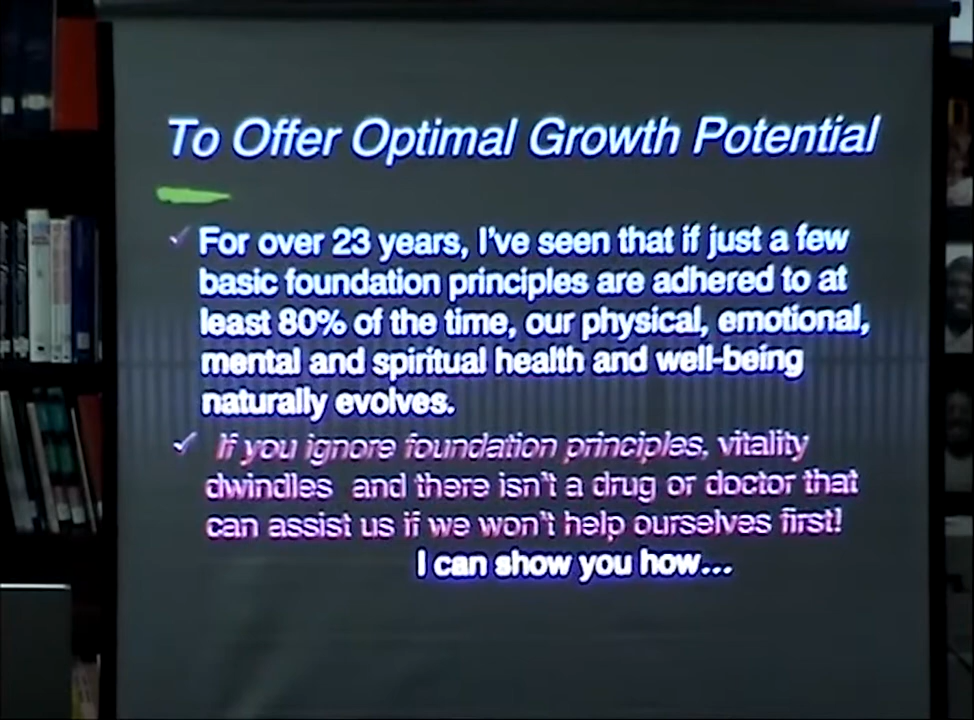 To Offer Optimal Growth Potential
For over 23 years, I've seen that if just a few
basic foundation principles are adhered to at
least 80% of the time, our physical, emotional,
mental and spiritual health and well-being
naturally evolves.
If you ignore foundation principles, vitality
dwindles and there isn't a drug or doctor that
can assist us if we won't help ourselves first!
I can show you how...